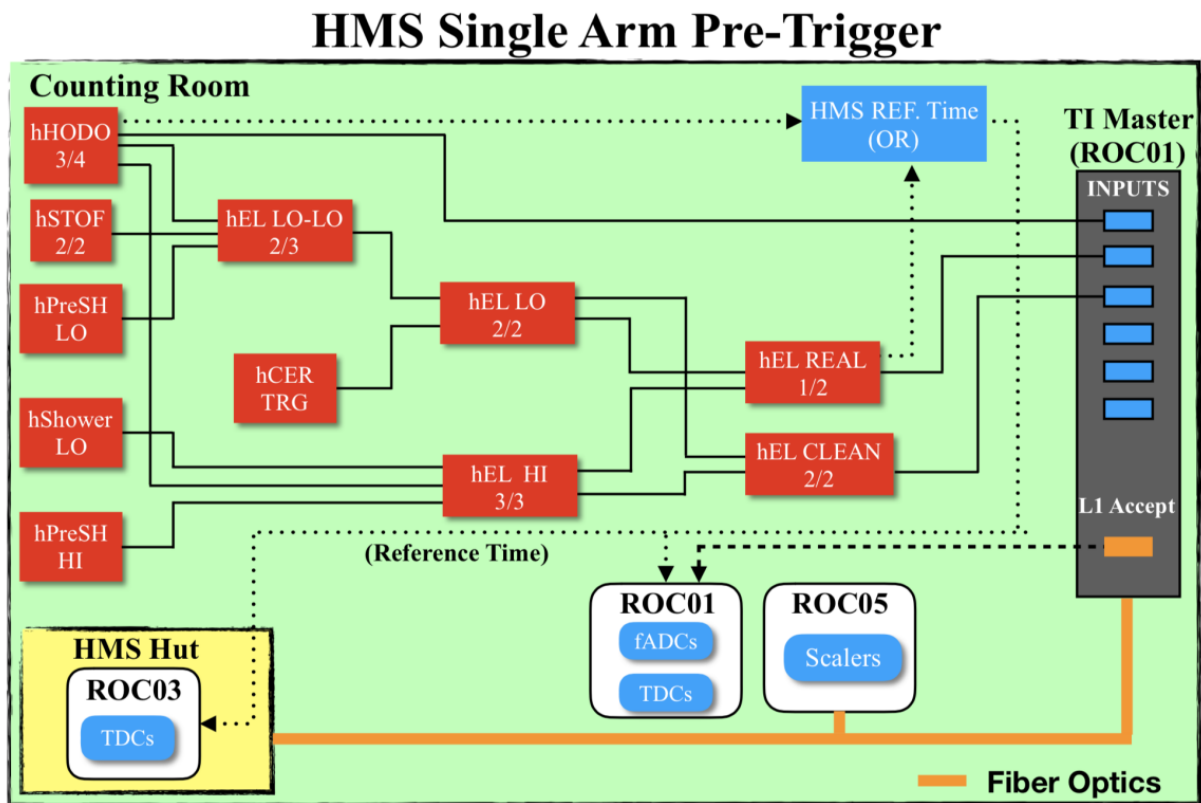 HMS Single Arm Pre-Trigger
Counting Room
hHODO
3/4
HMS REF. Time
(OR)
TI Master
(ROC01)
INPUTS
hSTOF
2/2
hEL LO-LO
2/3
hPreSH
LO
hEL LO
2/2
hCER
TRG
hEL REAL
1/2
hShower
LO
hEL CLEAN
2/2
hEL HI
3/3
L1 Accept
hPreSH
HI
(Reference Time)
ROC01
fADCs
TDCs
ROC05
Scalers
HMS Hut
ROC03
TDCs
Fiber Optics